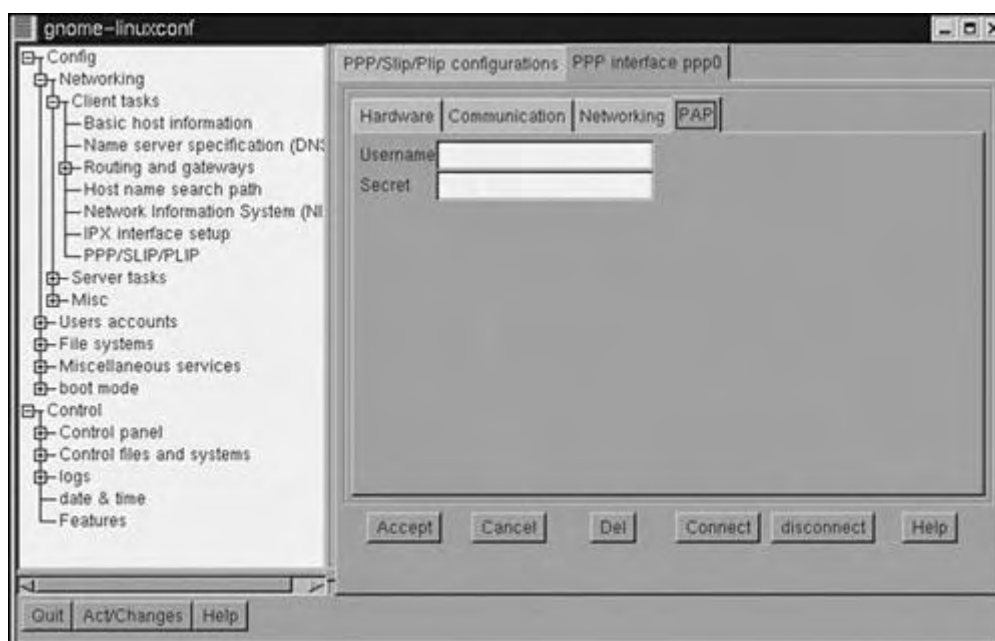 gnome-linuxconf
Config
Networking
Client tasks
Basic host information
Name server specification (DNS
Routing and gateways
Host name search path
Network Information System (NI
IPX interface setup
PPP/SLIP/PLIP
Server tasks
Misc
Users accounts
File systems
Miscellaneous services
boot mode
Control
Control panel
Control files and systems
logs
date & time
Features
PPP/Slip/Plip configurations PPP interface ppp0
Hardware Communication Networking PAP
Username
Secret
Accept Cancel Del Connect disconnect Help
Quit Act/Changes Help